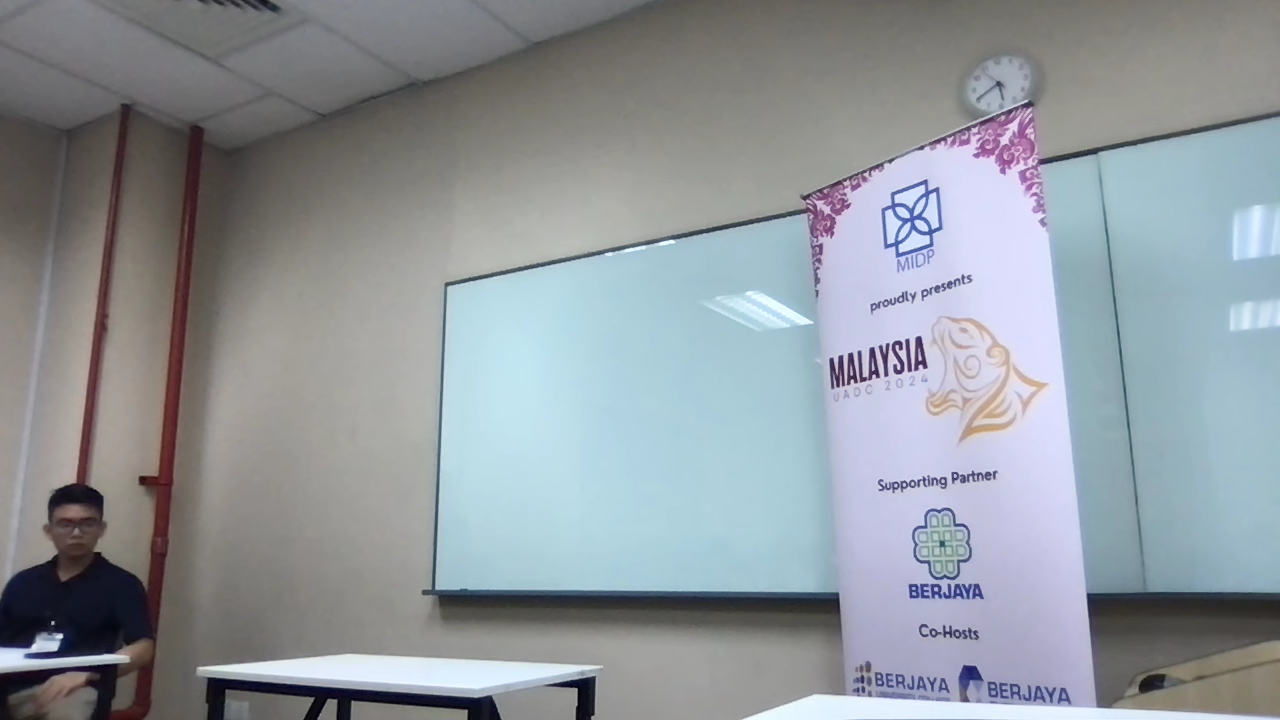 MIDP
proudly presents
MALAYSIA
UADC 2024
Supporting Partner
BERJAYA
Co-Hosts
BERJAYA
BERJAYA